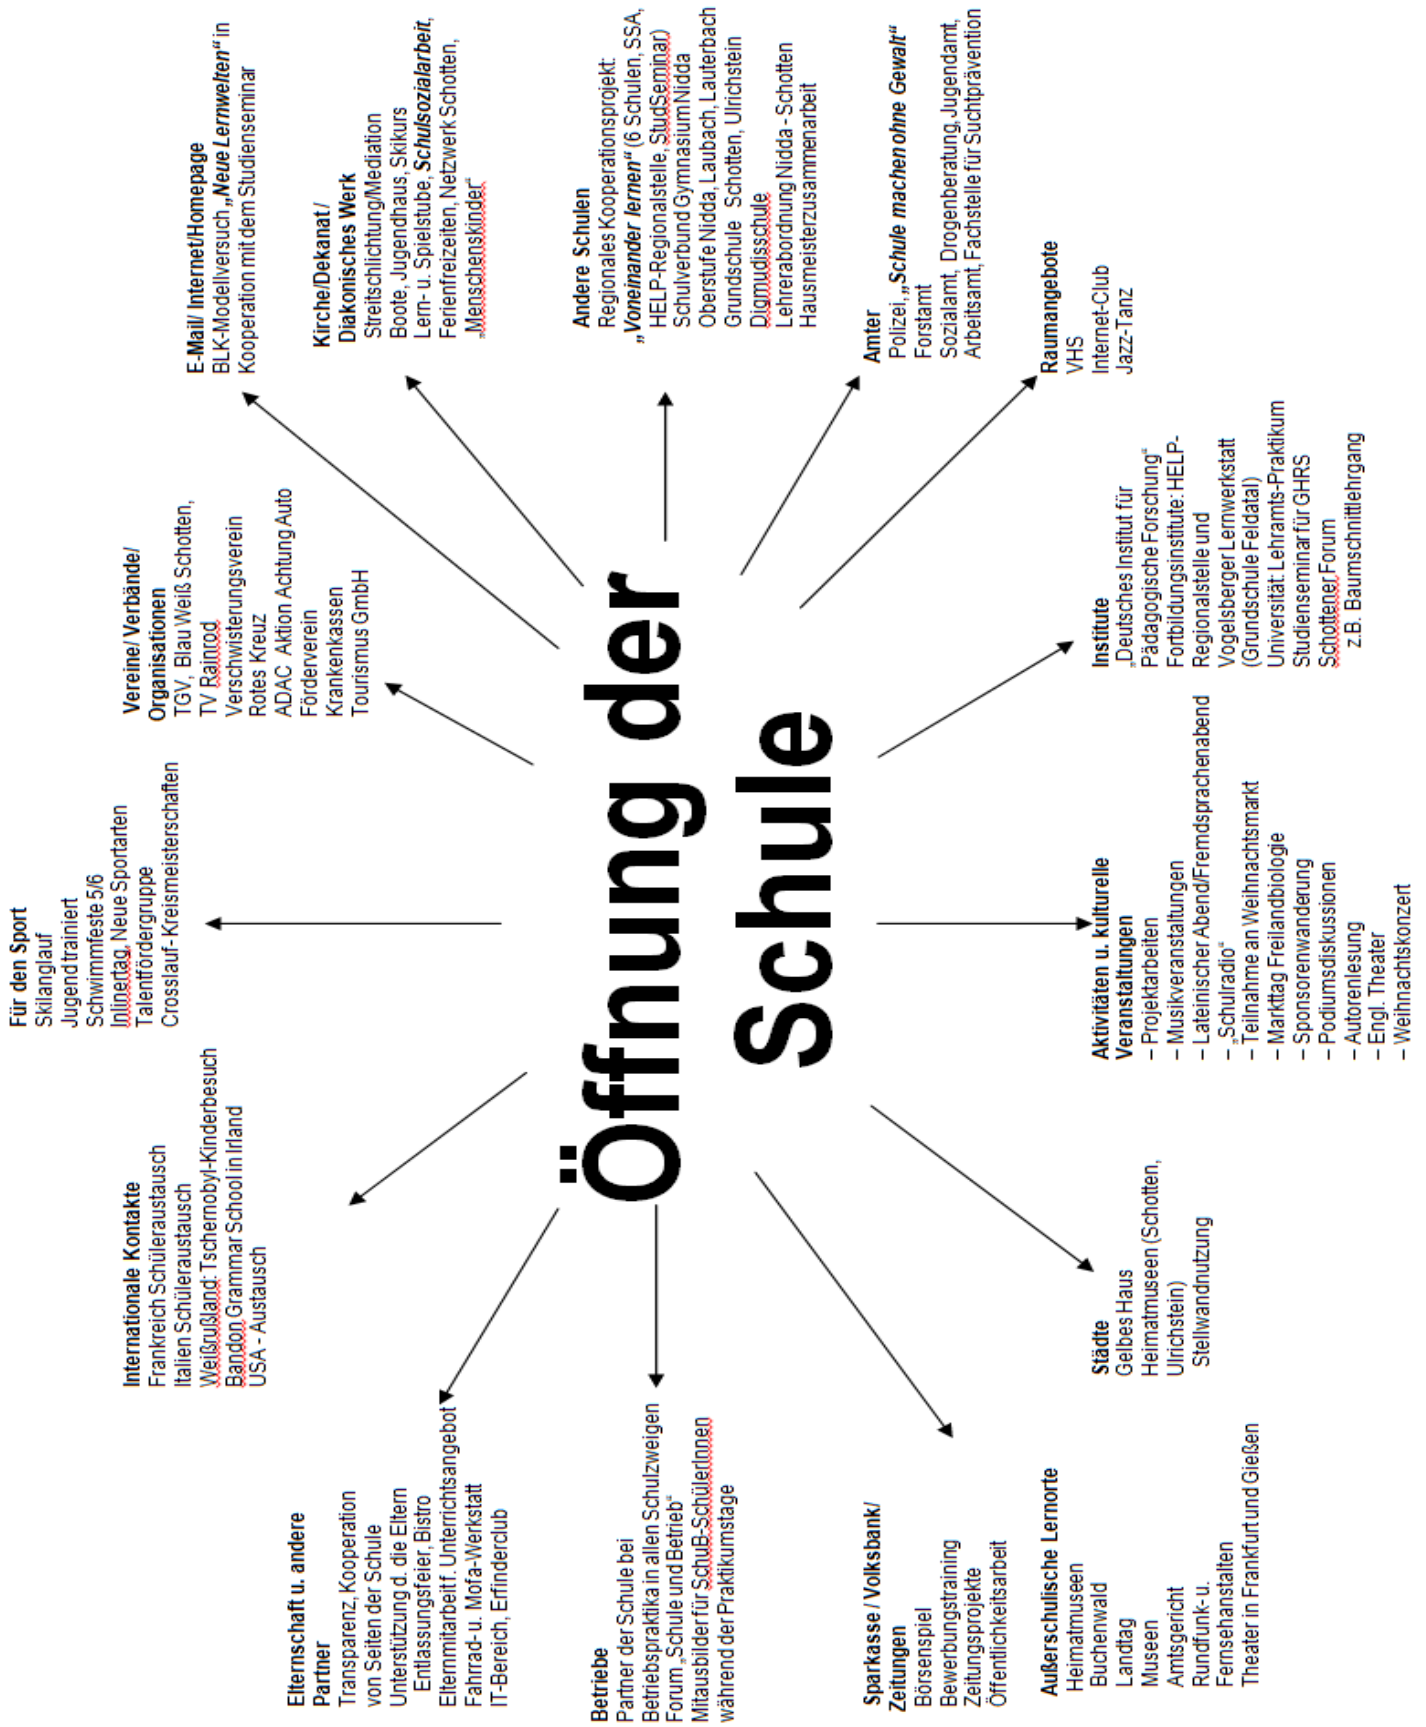 Öffnung der
Schule
Für den Sport
Skilanglauf
Jugendtrainiert
Schwimmfeste 5/6
Inlinertag, Neue Sportarten
Talentfördergruppe
Crosslauf-Kreismeisterschaften
Vereine/ Verbände/
Organisationen
TGV, Blau Weiß Schotten,
TV Rainrod
Verschwisterungsverein
Rotes Kreuz
ADAC Aktion Achtung Auto
Förderverein
Krankenkassen
Tourismus GmbH
E-Mail/ Internet/Homepage
BLK-Modellversuch „Neue Lernwelten“ in
Kooperation mit dem Studienseminar
Kirche/Dekanat /
Diakonisches Werk
Streitschlichtung/Mediation
Boote, Jugendhaus, Skikurs
Lern- u. Spielstube, Schulsozialarbeit,
Ferienfreizeiten, Netzwerk Schotten,
„Menschenskinder“
Andere Schulen
Regionales Kooperationsprojekt:
„Voneinander lernen“ (6 Schulen, SSA,
HELP-Regionalstelle, StudSeminar)
Schulverbund Gymnasium Nidda
Oberstufe Nidda, Laubach, Lauterbach
Grundschule Schotten, Ulrichstein
Digmudisschule
Lehrerabordnung Nidda - Schotten
Hausmeisterzusammenarbeit
Ämter
Polizei, „Schule machen ohne Gewalt“
Forstamt
Sozialamt, Drogenberatung, Jugendamt,
Arbeitsamt, Fachstelle für Suchtprävention
Raumangebote
VHS
Internet-Club
Jazz-Tanz
Institute
„Deutsches Institut für
Pädagogische Forschung“
Fortbildungsinstitute: HELP-
Regionalstelle und
Vogelsberger Lernwerkstatt
(Grundschule Feldatal)
Universität: Lehramts-Praktikum
Studienseminar für GHRS
Schottener Forum
z.B. Baumschnittlehrgang
Aktivitäten u. kulturelle
Veranstaltungen
– Projektarbeiten
– Musikveranstaltungen
– Lateinischer Abend/Fremdsprachenabend
– „Schulradio“
– Teilnahme an Weihnachtsmarkt
– Markttag Freilandbiologie
– Sponsorenwanderung
– Podiumsdiskussionen
– Autorenlesung
– Engl. Theater
– Weihnachtskonzert
Städte
Gelbes Haus
Heimatmuseen (Schotten,
Ulrichstein)
Stellwandnutzung
Außerschulische Lernorte
Heimatmuseen
Buchenwald
Landtag
Museen
Amtsgericht
Rundfunk- u.
Fernsehanstalten
Theater in Frankfurt und Gießen
Sparkasse / Volksbank/
Zeitungen
Börsenspiel
Bewerbungstraining
Zeitungsprojekte
Öffentlichkeitsarbeit
Betriebe
Partner der Schule bei
Betriebspraktika in allen Schulzweigen
Forum „Schule und Betrieb“
Mitausbilder für SchuB-SchülerInnen
während der Praktikumstage
Elternschaft u. andere
Partner
Transparenz, Kooperation
von Seiten der Schule
Unterstützung d. die Eltern
Entlassungsfeier, Bistro
Elternmitarbeit f. Unterrichtsangebot
Fahrrad- u. Mofa-Werkstatt
IT-Bereich, Erfinderclub
Internationale Kontakte
Frankreich Schüleraustausch
Italien Schüleraustausch
Weißrußland: Tschernobyl-Kinderbesuch
Bandon Grammar School in Irland
USA - Austausch